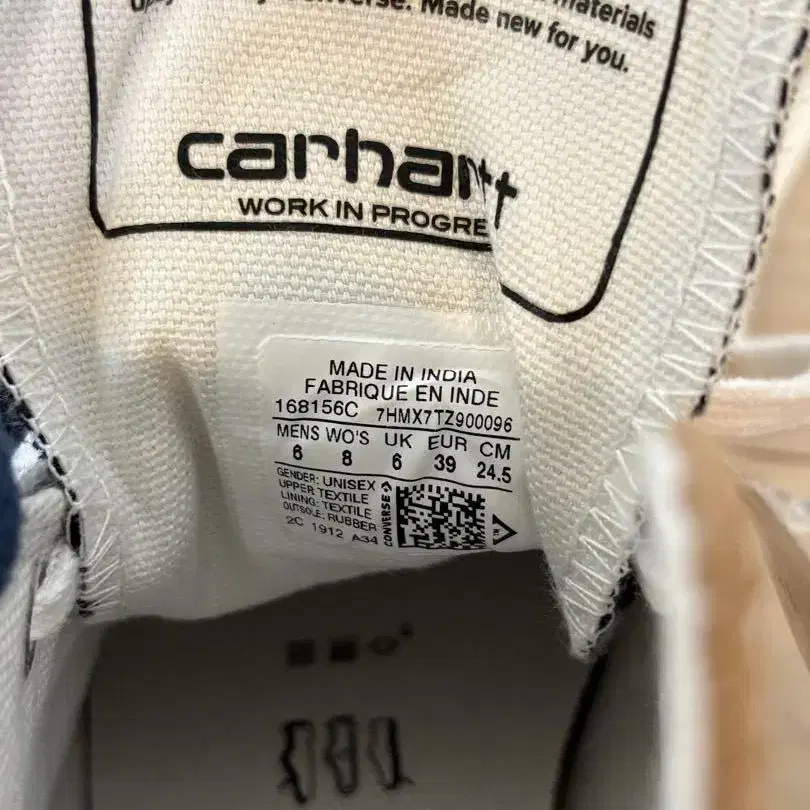 materials
Converse. Made new for you.
carhartt
WORK IN PROGRE
MADE IN INDIA
FABRIQUE EN INDE
168156C 7HMX7TZ900096
MENS WO'S UK EUR CM
6 8 6 39 24.5
GENDER: UNISEX
UPPER: TEXTILE
LINING: TEXTILE
OUTSOLE: RUBBER
2C 1912 A34
CONVERSE
TM